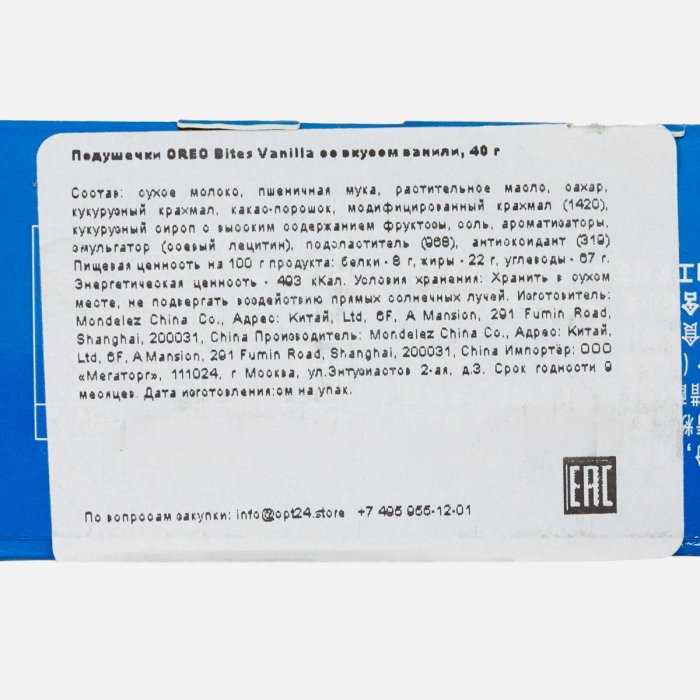 Подушечки OREO Bites Vanilla со вкусом ванили, 40 г
Состав: сухое молоко, пшеничная мука, растительное масло, сахар,
кукурузный крахмал, какао-порошок, модифицированный крахмал (1420),
кукурузный сироп с высоким содержанием фруктозы, соль, ароматизаторы,
эмульгатор (соевый лецитин), подсластитель (968), антиоксидант (319)
Пищевая ценность на 100 г продукта: белки - 8 г, жиры - 22 г, углеводы - 67 г.
Энергетическая ценность - 493 кКал. Условия хранения: Хранить в сухом
месте, не подвергать воздействию прямых солнечных лучей. Изготовитель:
Mondelez China Co., Адрес: Китай, Ltd, 6F, A Mansion, 291 Fumin Road,
Shanghai, 200031, China Производитель: Mondelez China Co., Адрес: Китай,
Ltd, 6F, A Mansion, 291 Fumin Road, Shanghai, 200031, China Импортёр: ООО
«Мегаторг», 111024, г Москва, ул.Энтузиастов 2-ая, д.3. Срок годности 9
месяцев. Дата изготовления:см на упак.
EAC
По вопросам закупки: info@opt24.store +7 495 955-12-01